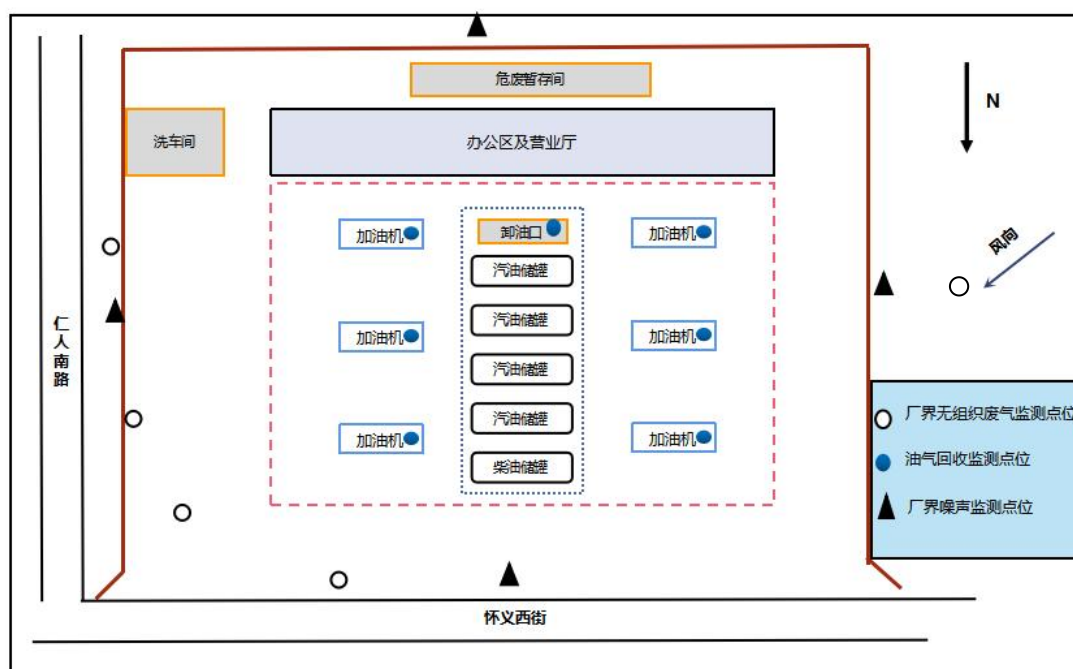 危废暂存间
N
洗车间
办公区及营业厅
加油机
卸油口
加油机
风向
汽油储罐
仁人南路
汽油储罐
加油机
加油机
汽油储罐
汽油储罐
加油机
加油机
柴油储罐
厂界无组织废气监测点位
油气回收监测点位
厂界噪声监测点位
怀义西街